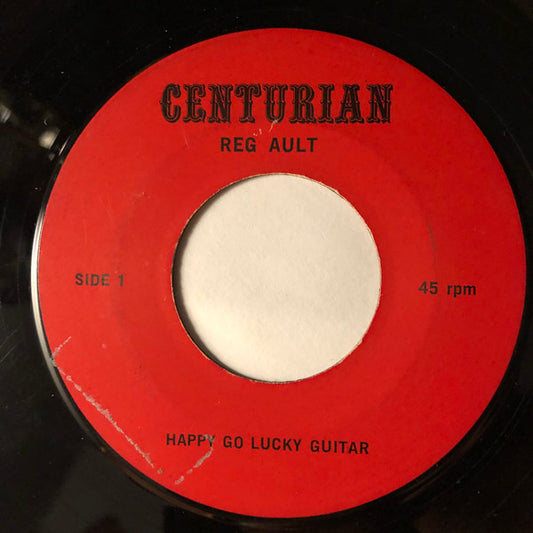 CENTURIAN
REG AULT
SIDE 1
45 rpm
HAPPY GO LUCKY GUITAR